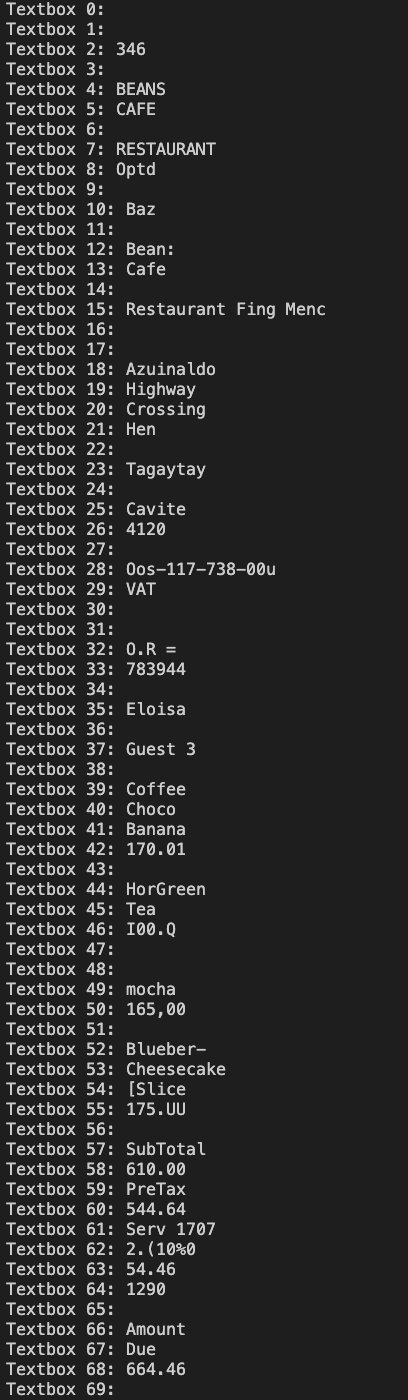 Textbox 0:
Textbox 1:
Textbox 2: 346
Textbox 3:
Textbox 4: BEANS
Textbox 5: CAFE
Textbox 6:
Textbox 7: RESTAURANT
Textbox 8: Optd
Textbox 9:
Textbox 10: Baz
Textbox 11:
Textbox 12: Bean:
Textbox 13: Cafe
Textbox 14:
Textbox 15: Restaurant Fing Menc
Textbox 16:
Textbox 17:
Textbox 18: Azuinaldo
Textbox 19: Highway
Textbox 20: Crossing
Textbox 21: Hen
Textbox 22:
Textbox 23: Tagaytay
Textbox 24:
Textbox 25: Cavite
Textbox 26: 4120
Textbox 27:
Textbox 28: Oos-117-738-00u
Textbox 29: VAT
Textbox 30:
Textbox 31:
Textbox 32: O.R =
Textbox 33: 783944
Textbox 34:
Textbox 35: Eloisa
Textbox 36:
Textbox 37: Guest 3
Textbox 38:
Textbox 39: Coffee
Textbox 40: Choco
Textbox 41: Banana
Textbox 42: 170.01
Textbox 43:
Textbox 44: HorGreen
Textbox 45: Tea
Textbox 46: I00.Q
Textbox 47:
Textbox 48:
Textbox 49: mocha
Textbox 50: 165,00
Textbox 51:
Textbox 52: Blueber-
Textbox 53: Cheesecake
Textbox 54: [Slice
Textbox 55: 175.UU
Textbox 56:
Textbox 57: SubTotal
Textbox 58: 610.00
Textbox 59: PreTax
Textbox 60: 544.64
Textbox 61: Serv 1707
Textbox 62: 2.(10%0
Textbox 63: 54.46
Textbox 64: 1290
Textbox 65:
Textbox 66: Amount
Textbox 67: Due
Textbox 68: 664.46
Textbox 69: